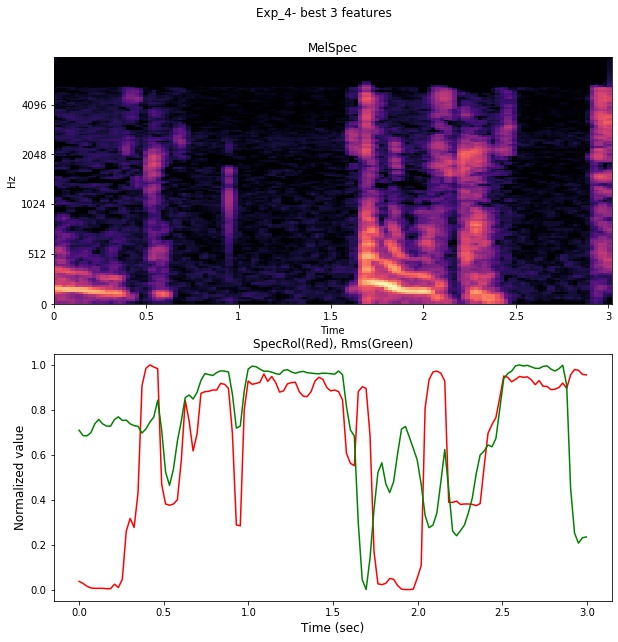 Exp_4- best 3 features
MelSpec
4096
2048
1024
512
0
Hz
0 0.5 1 1.5 2 2.5 3
Time
SpecRol(Red), Rms(Green)
1.0
0.8
0.6
0.4
0.2
0.0
Normalized value
0.0 0.5 1.0 1.5 2.0 2.5 3.0
Time (sec)